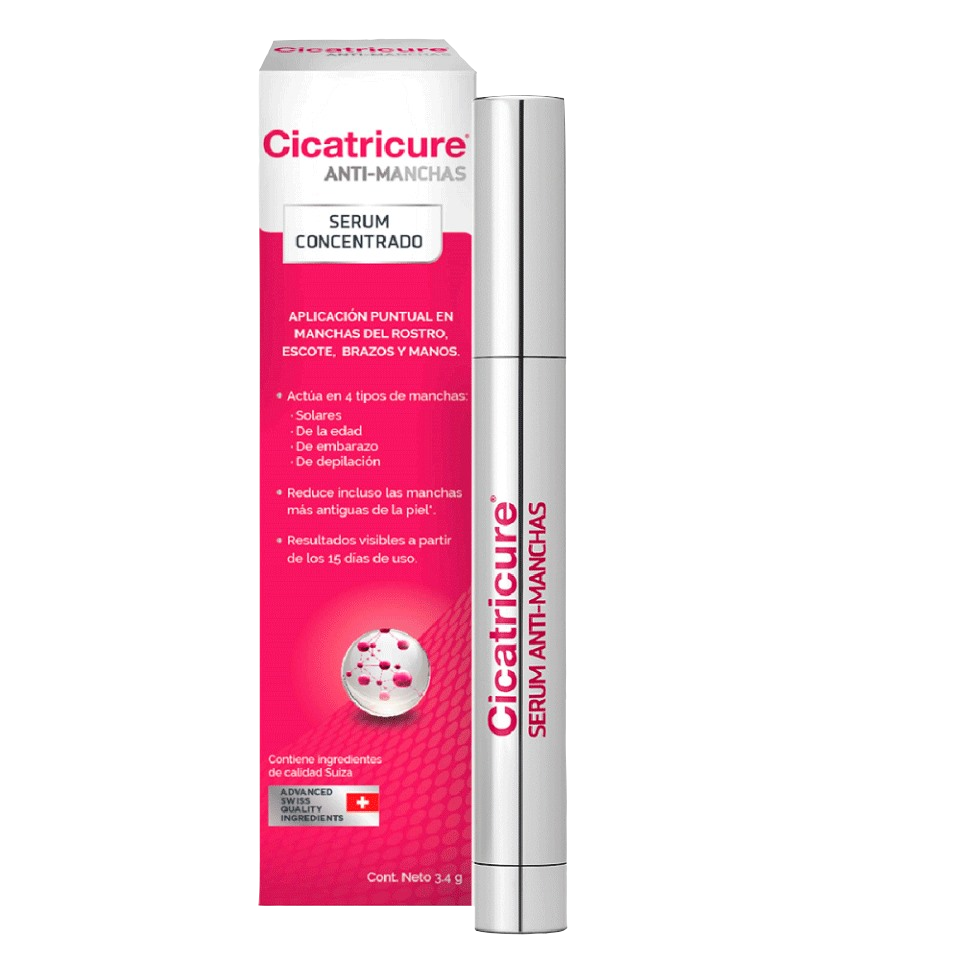 Cicatricure
ANTI-MANCHAS
Cicatricure®
ANTI-MANCHAS
SERUM
CONCENTRADO
APLICACIÓN PUNTUAL EN
MANCHAS DEL ROSTRO,
ESCOTE, BRAZOS Y MANOS.
• Actúa en 4 tipos de manchas:
· Solares
· De la edad
· De embarazo
· De depilación
• Reduce incluso las manchas
más antiguas de la piel*.
• Resultados visibles a partir
de los 15 días de uso.
Contiene ingredientes
de calidad Suiza
ADVANCED
SWISS
QUALITY
INGREDIENTS
Cont. Neto 3.4 g
Cicatricure®
SERUM ANTI-MANCHAS